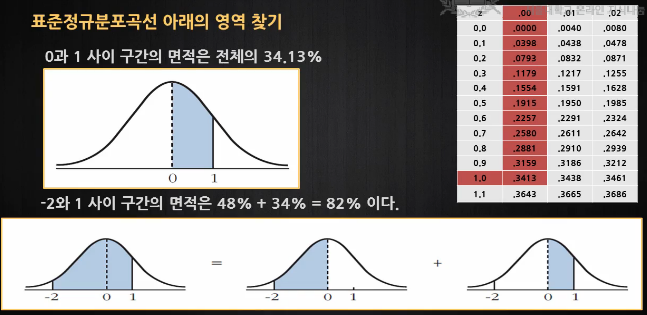 표준정규분포곡선 아래의 영역 찾기
0과 1 사이 구간의 면적은 전체의 34.13%
0 1
-2와 1 사이 구간의 면적은 48% + 34% = 82% 이다.
z .00 .01 .02
0.0 .0000 .0040 .0080
0.1 .0398 .0438 .0478
0.2 .0793 .0832 .0871
0.3 .1179 .1217 .1255
0.4 .1554 .1591 .1628
0.5 .1915 .1950 .1985
0.6 .2257 .2291 .2324
0.7 .2580 .2611 .2642
0.8 .2881 .2910 .2939
0.9 .3159 .3186 .3212
1.0 .3413 .3438 .3461
1.1 .3643 .3665 .3686
-2 0 1 = -2 0 1 + -2 0 1